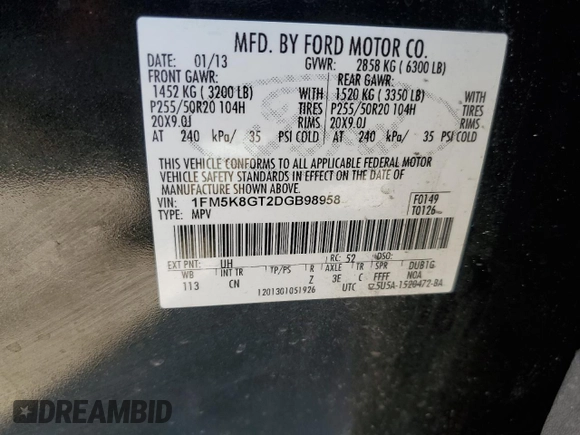 MFD. BY FORD MOTOR CO.
DATE: 01/13 GVWR: 2858 KG ( 6300 LB)
FRONT GAWR: REAR GAWR:
1452 KG ( 3200 LB) WITH 1520 KG ( 3350 LB) WITH
P255/50R20 104H TIRES P255/50R20 104H TIRES
20X9.0J RIMS 20X9.0J RIMS
AT 240 kPa/ 35 PSI COLD AT 240 kPa/ 35 PSI COLD
THIS VEHICLE CONFORMS TO ALL APPLICABLE FEDERAL MOTOR
VEHICLE SAFETY STANDARDS IN EFFECT ON THE DATE OF
MANUFACTURE SHOWN ABOVE.
VIN: 1FM5K8GT2DGB98958 F0149
TYPE: MPV T0126
EXT PNT: UH RC: 52 DSO:
WB INT TR TP/PS R AXLE TR SPR DUB1G
113 CN Z 3E C FFFF NOA
1201301051926 UTC
DREAMBID